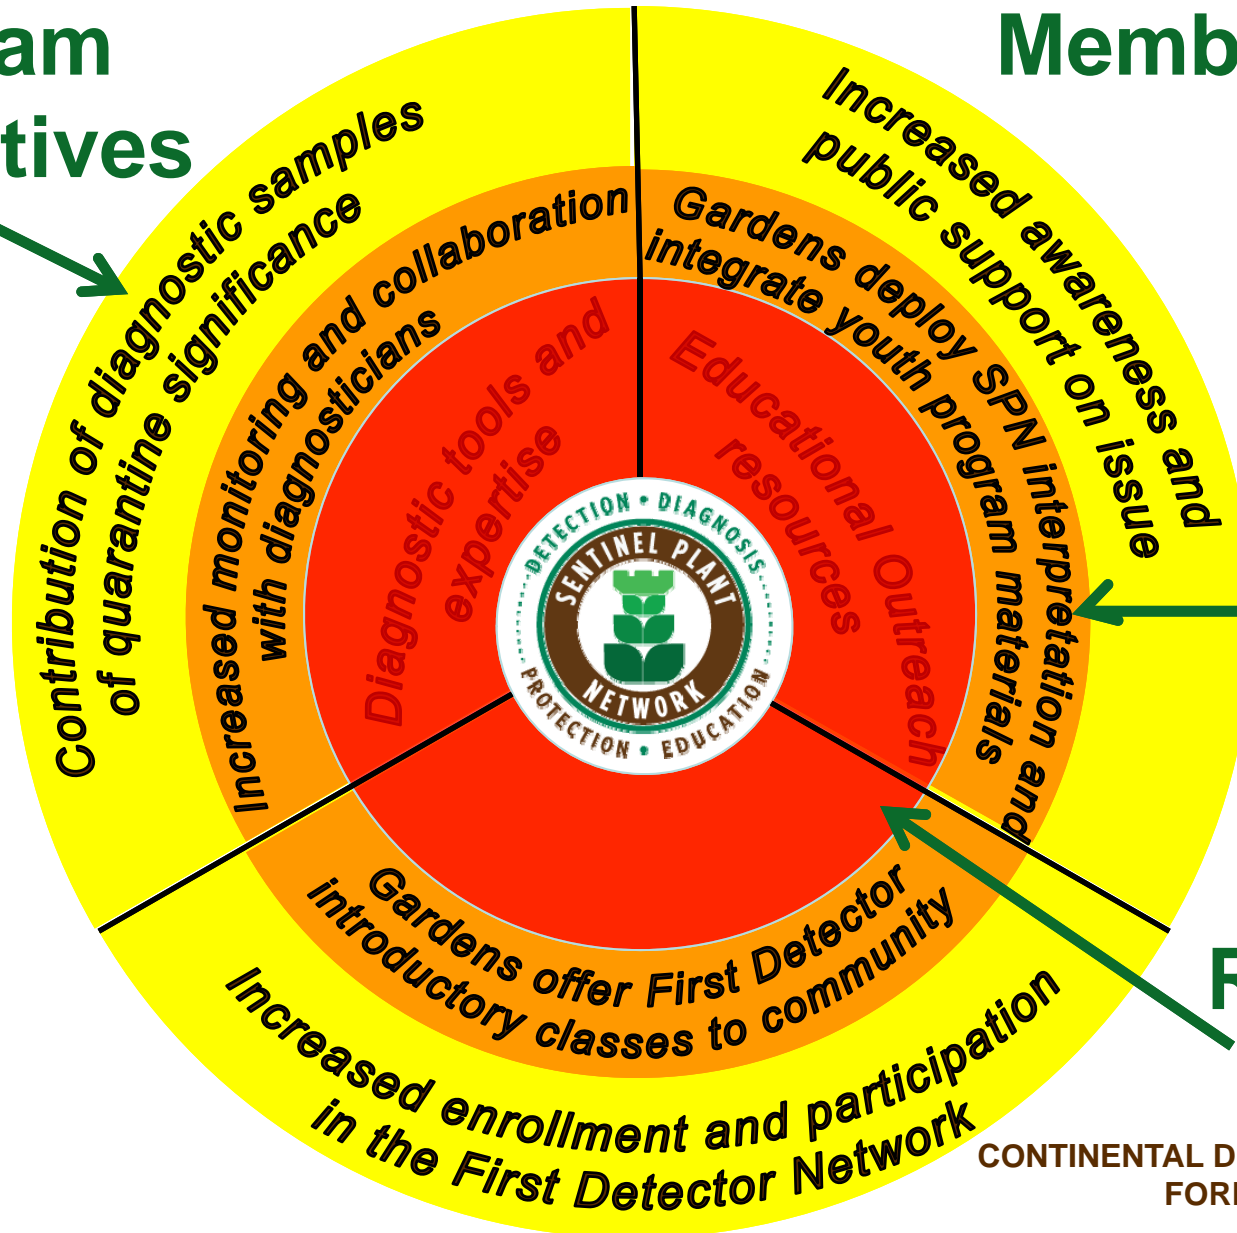 am
tives
Memb
Contribution of diagnostic samples
of quarantine significance
Increased monitoring and collaboration
with diagnosticians
Diagnostic tools and
expertise
Increased awareness and
public support on issue
Gardens deploy SPN interpretation and
integrate youth program materials
Educational Outreach
resources
DETECTION • DIAGNOSIS
SENTINEL PLANT
NETWORK
PROTECTION • EDUCATION
Gardens offer First Detector
introductory classes to community
Increased enrollment and participation
in the First Detector Network
R
CONTINENTAL D
FOR